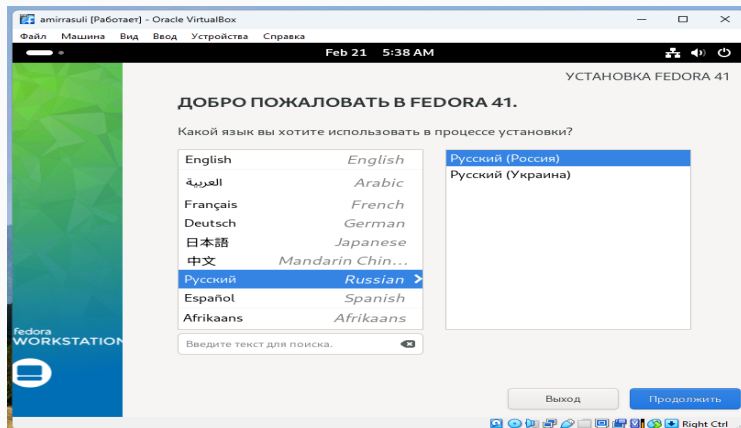 amirrasuli [Работает] - Oracle VirtualBox
Файл Машина Вид Ввод Устройства Справка
Feb 21 5:38 AM
УСТАНОВКА FEDORA 41
ДОБРО ПОЖАЛОВАТЬ В FEDORA 41.
Какой язык вы хотите использовать в процессе установки?
English English
العربية Arabic
Français French
Deutsch German
日本語 Japanese
中文 Mandarin Chin...
Русский Russian
Español Spanish
Afrikaans Afrikaans
Русский (Россия)
Русский (Украина)
Введите текст для поиска.
fedora
WORKSTATION
Выход Продолжить
Right Ctrl